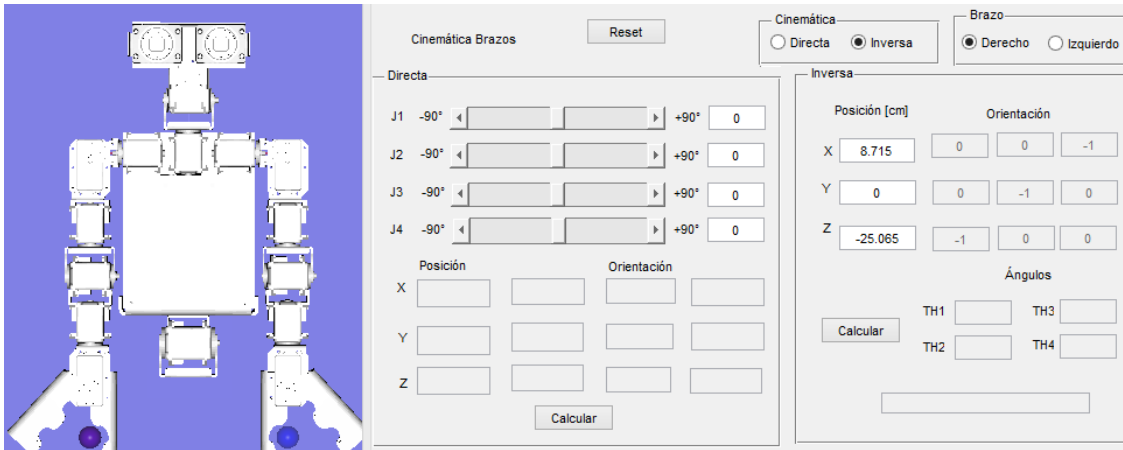 Cinemática Brazos
Reset
Cinemática
Directa
Inversa
Brazo
Derecho
Izquierdo
Directa
J1 -90° +90° 0
J2 -90° +90° 0
J3 -90° +90° 0
J4 -90° +90° 0
Posición Orientación
X
Y
Z
Calcular
Inversa
Posición [cm] Orientación
X 8.715 0 0 -1
Y 0 0 -1 0
Z -25.065 -1 0 0
Ángulos
TH1 TH3
Calcular
TH2 TH4